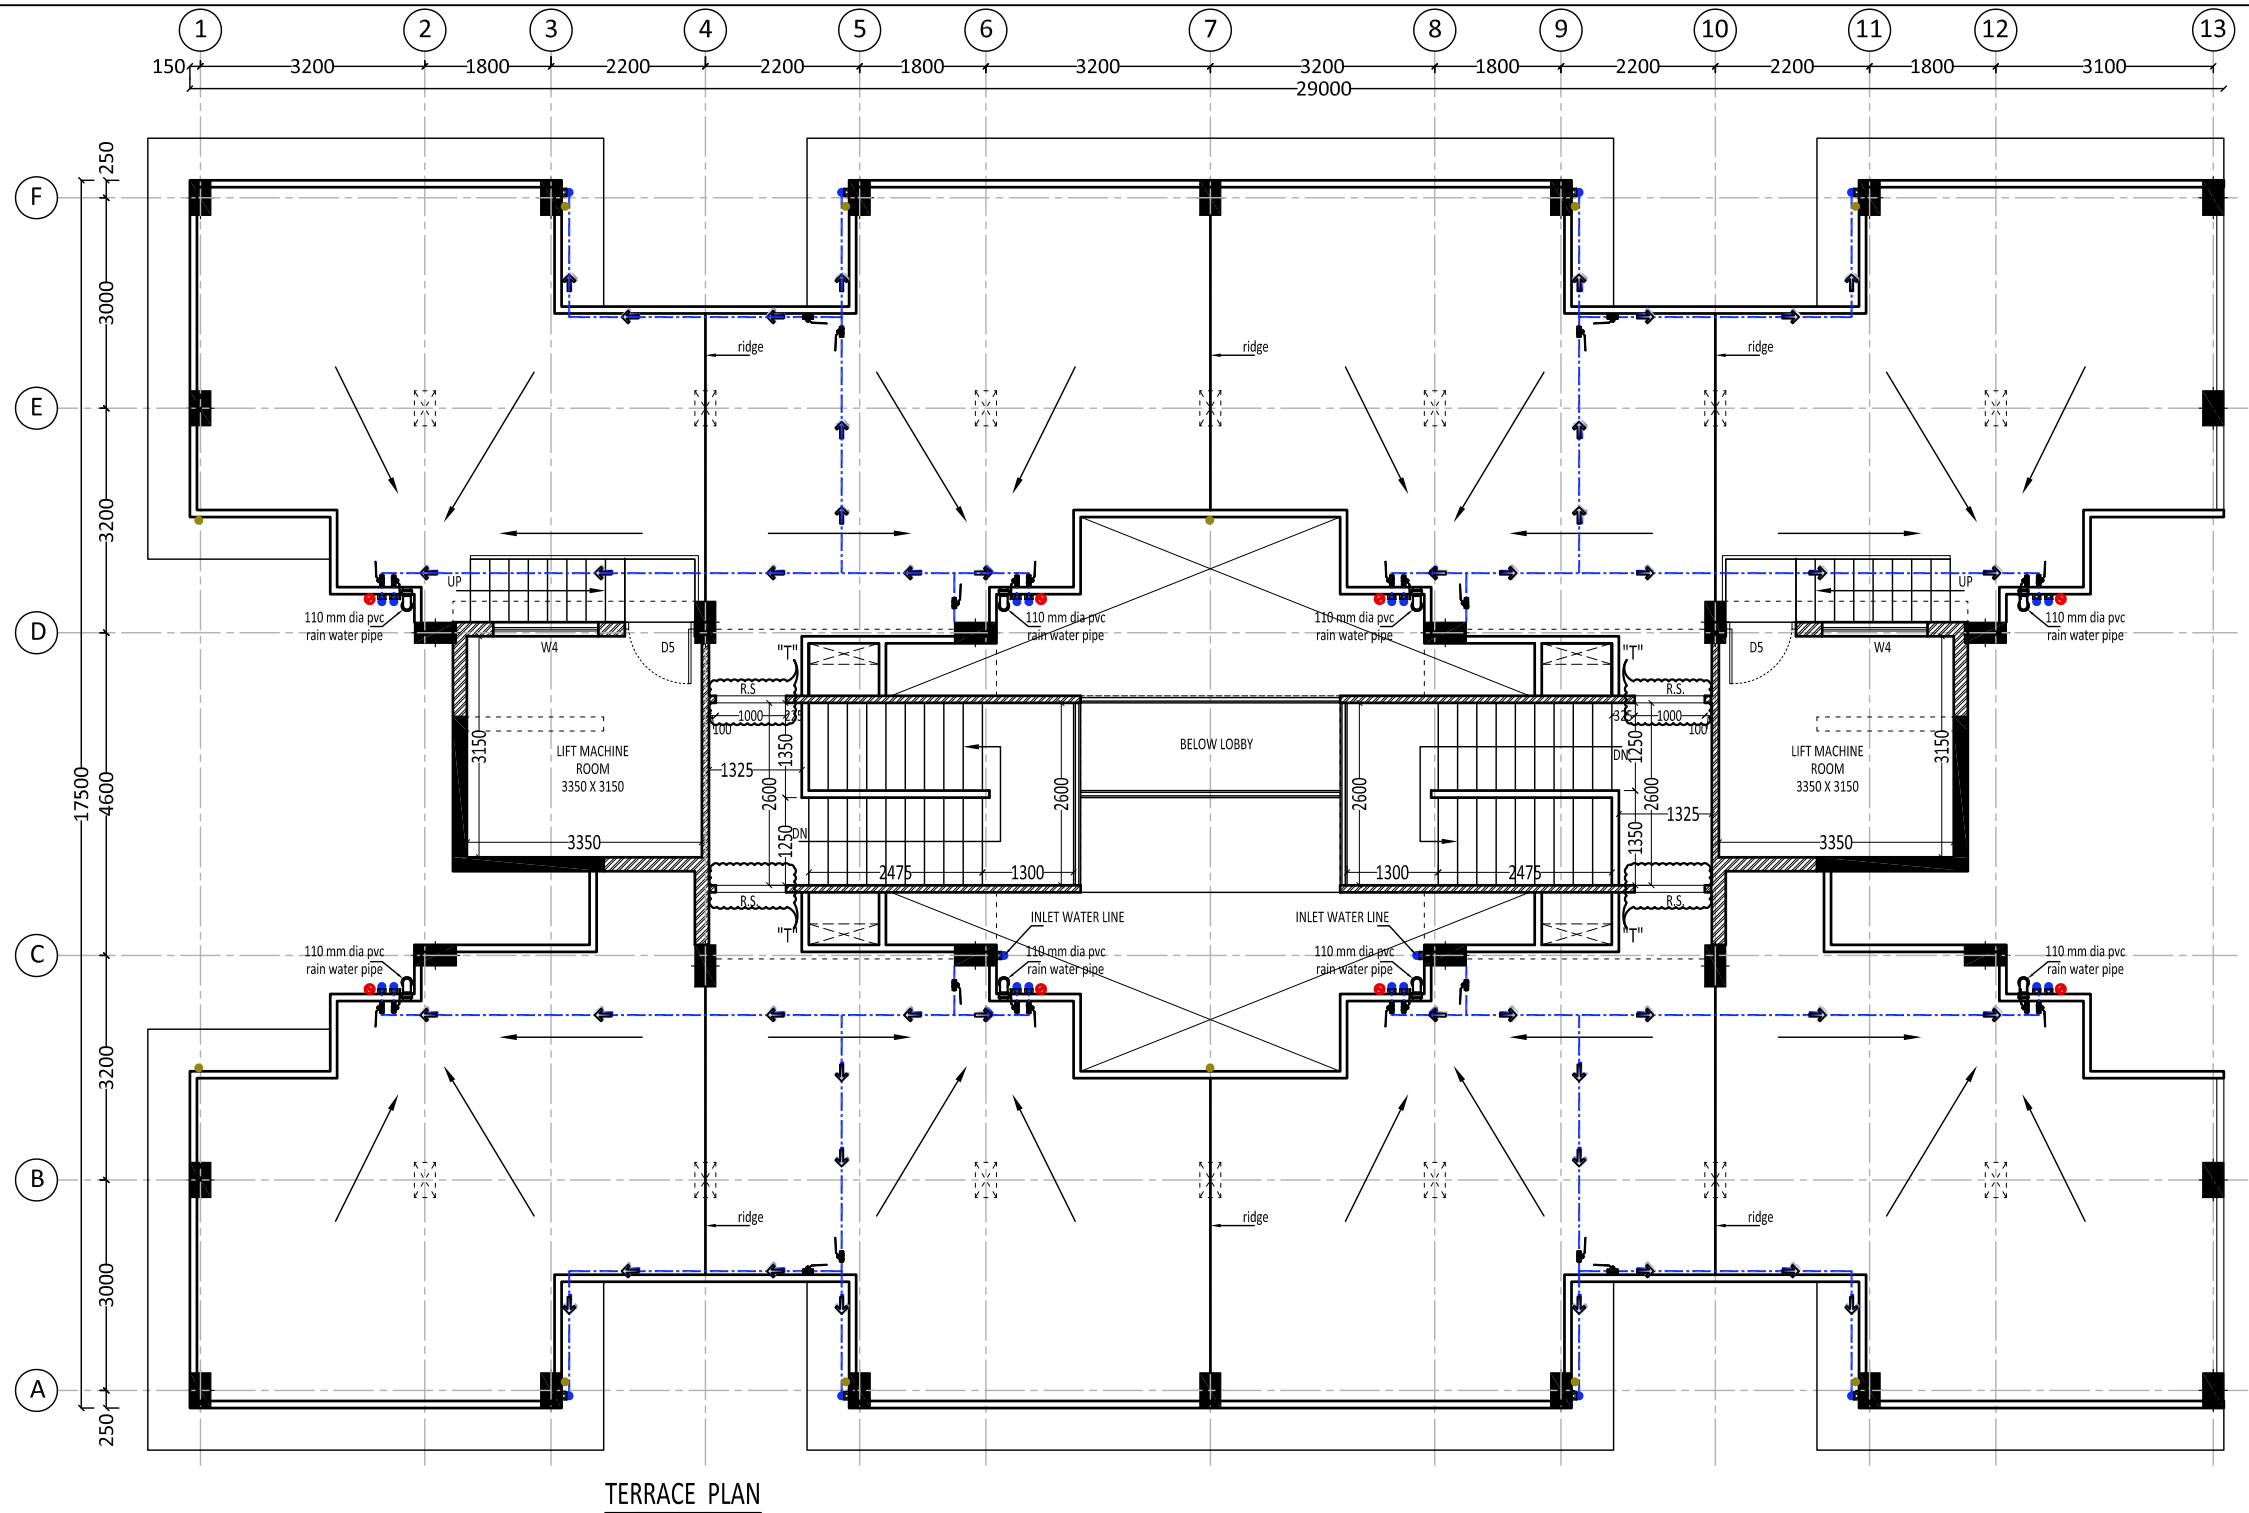 1 2 3 4 5 6 7 8 9 10 11 12 13
150 3200 1800 2200 2200 1800 3200 3200 1800 2200 2200 1800 3100
29000
250
F
3000
ridge ridge ridge
E
3200
UP UP
110 mm dia pvc 110 mm dia pvc 110 mm dia pvc 110 mm dia pvc
rain water pipe rain water pipe rain water pipe rain water pipe
D
W4 D5 "T" "T" D5 W4
R.S R.S.
1000 225 325 1000
100 100
3150 1350 1250 3150
LIFT MACHINE BELOW LOBBY LIFT MACHINE
ROOM ROOM
3350 X 3150 3350 X 3150
DN
1325 2600 2600 2600 2600 1325
17500 4600
DN
3350 1250 1350 3350
2475 1300 1300 2475
R.S. R.S.
INLET WATER LINE INLET WATER LINE
"T" "T"
C
110 mm dia pvc 110 mm dia pvc 110 mm dia pvc 110 mm dia pvc
rain water pipe rain water pipe rain water pipe rain water pipe
3200
B
ridge ridge ridge
3000
A
250
TERRACE PLAN